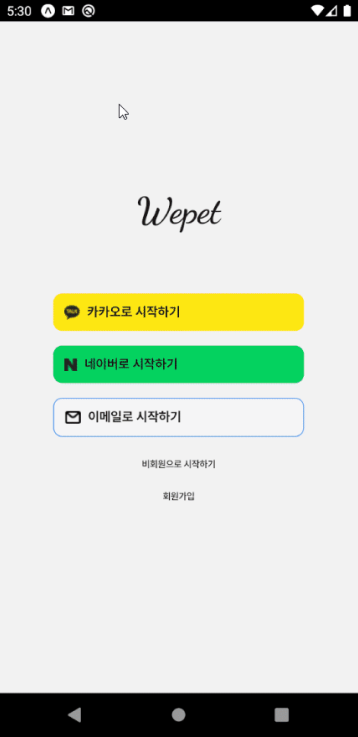 5:30
Wepet
TALK
카카오로 시작하기
N
네이버로 시작하기
이메일로 시작하기
비회원으로 시작하기
회원가입